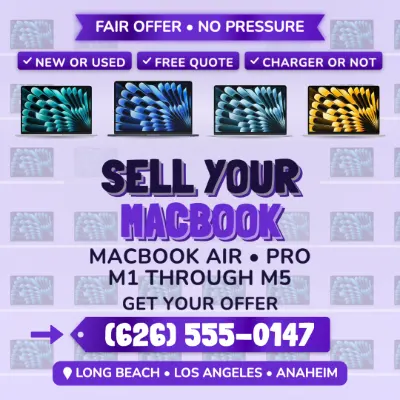 FAIR OFFER • NO PRESSURE
✓ NEW OR USED ✓ FREE QUOTE ✓ CHARGER OR NOT
SELL YOUR
MACBOOK
MACBOOK AIR • PRO
M1 THROUGH M5
GET YOUR OFFER
(626) 555-0147
LONG BEACH • LOS ANGELES • ANAHEIM